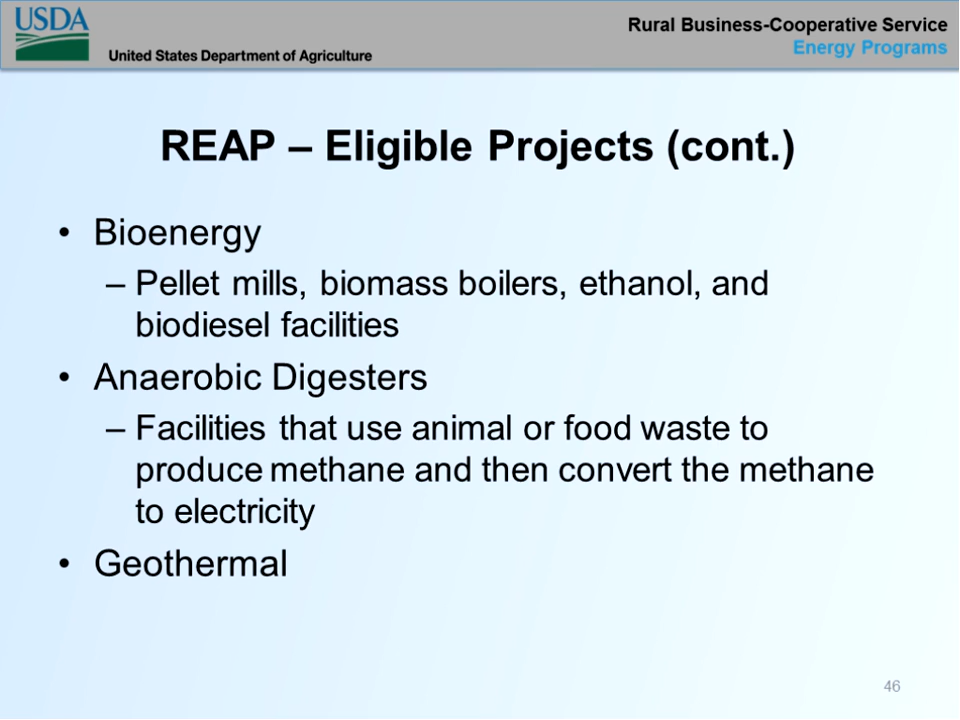 USDA
United States Department of Agriculture
Rural Business-Cooperative Service
Energy Programs
REAP – Eligible Projects (cont.)
• Bioenergy
– Pellet mills, biomass boilers, ethanol, and
biodiesel facilities
• Anaerobic Digesters
– Facilities that use animal or food waste to
produce methane and then convert the methane
to electricity
• Geothermal
46